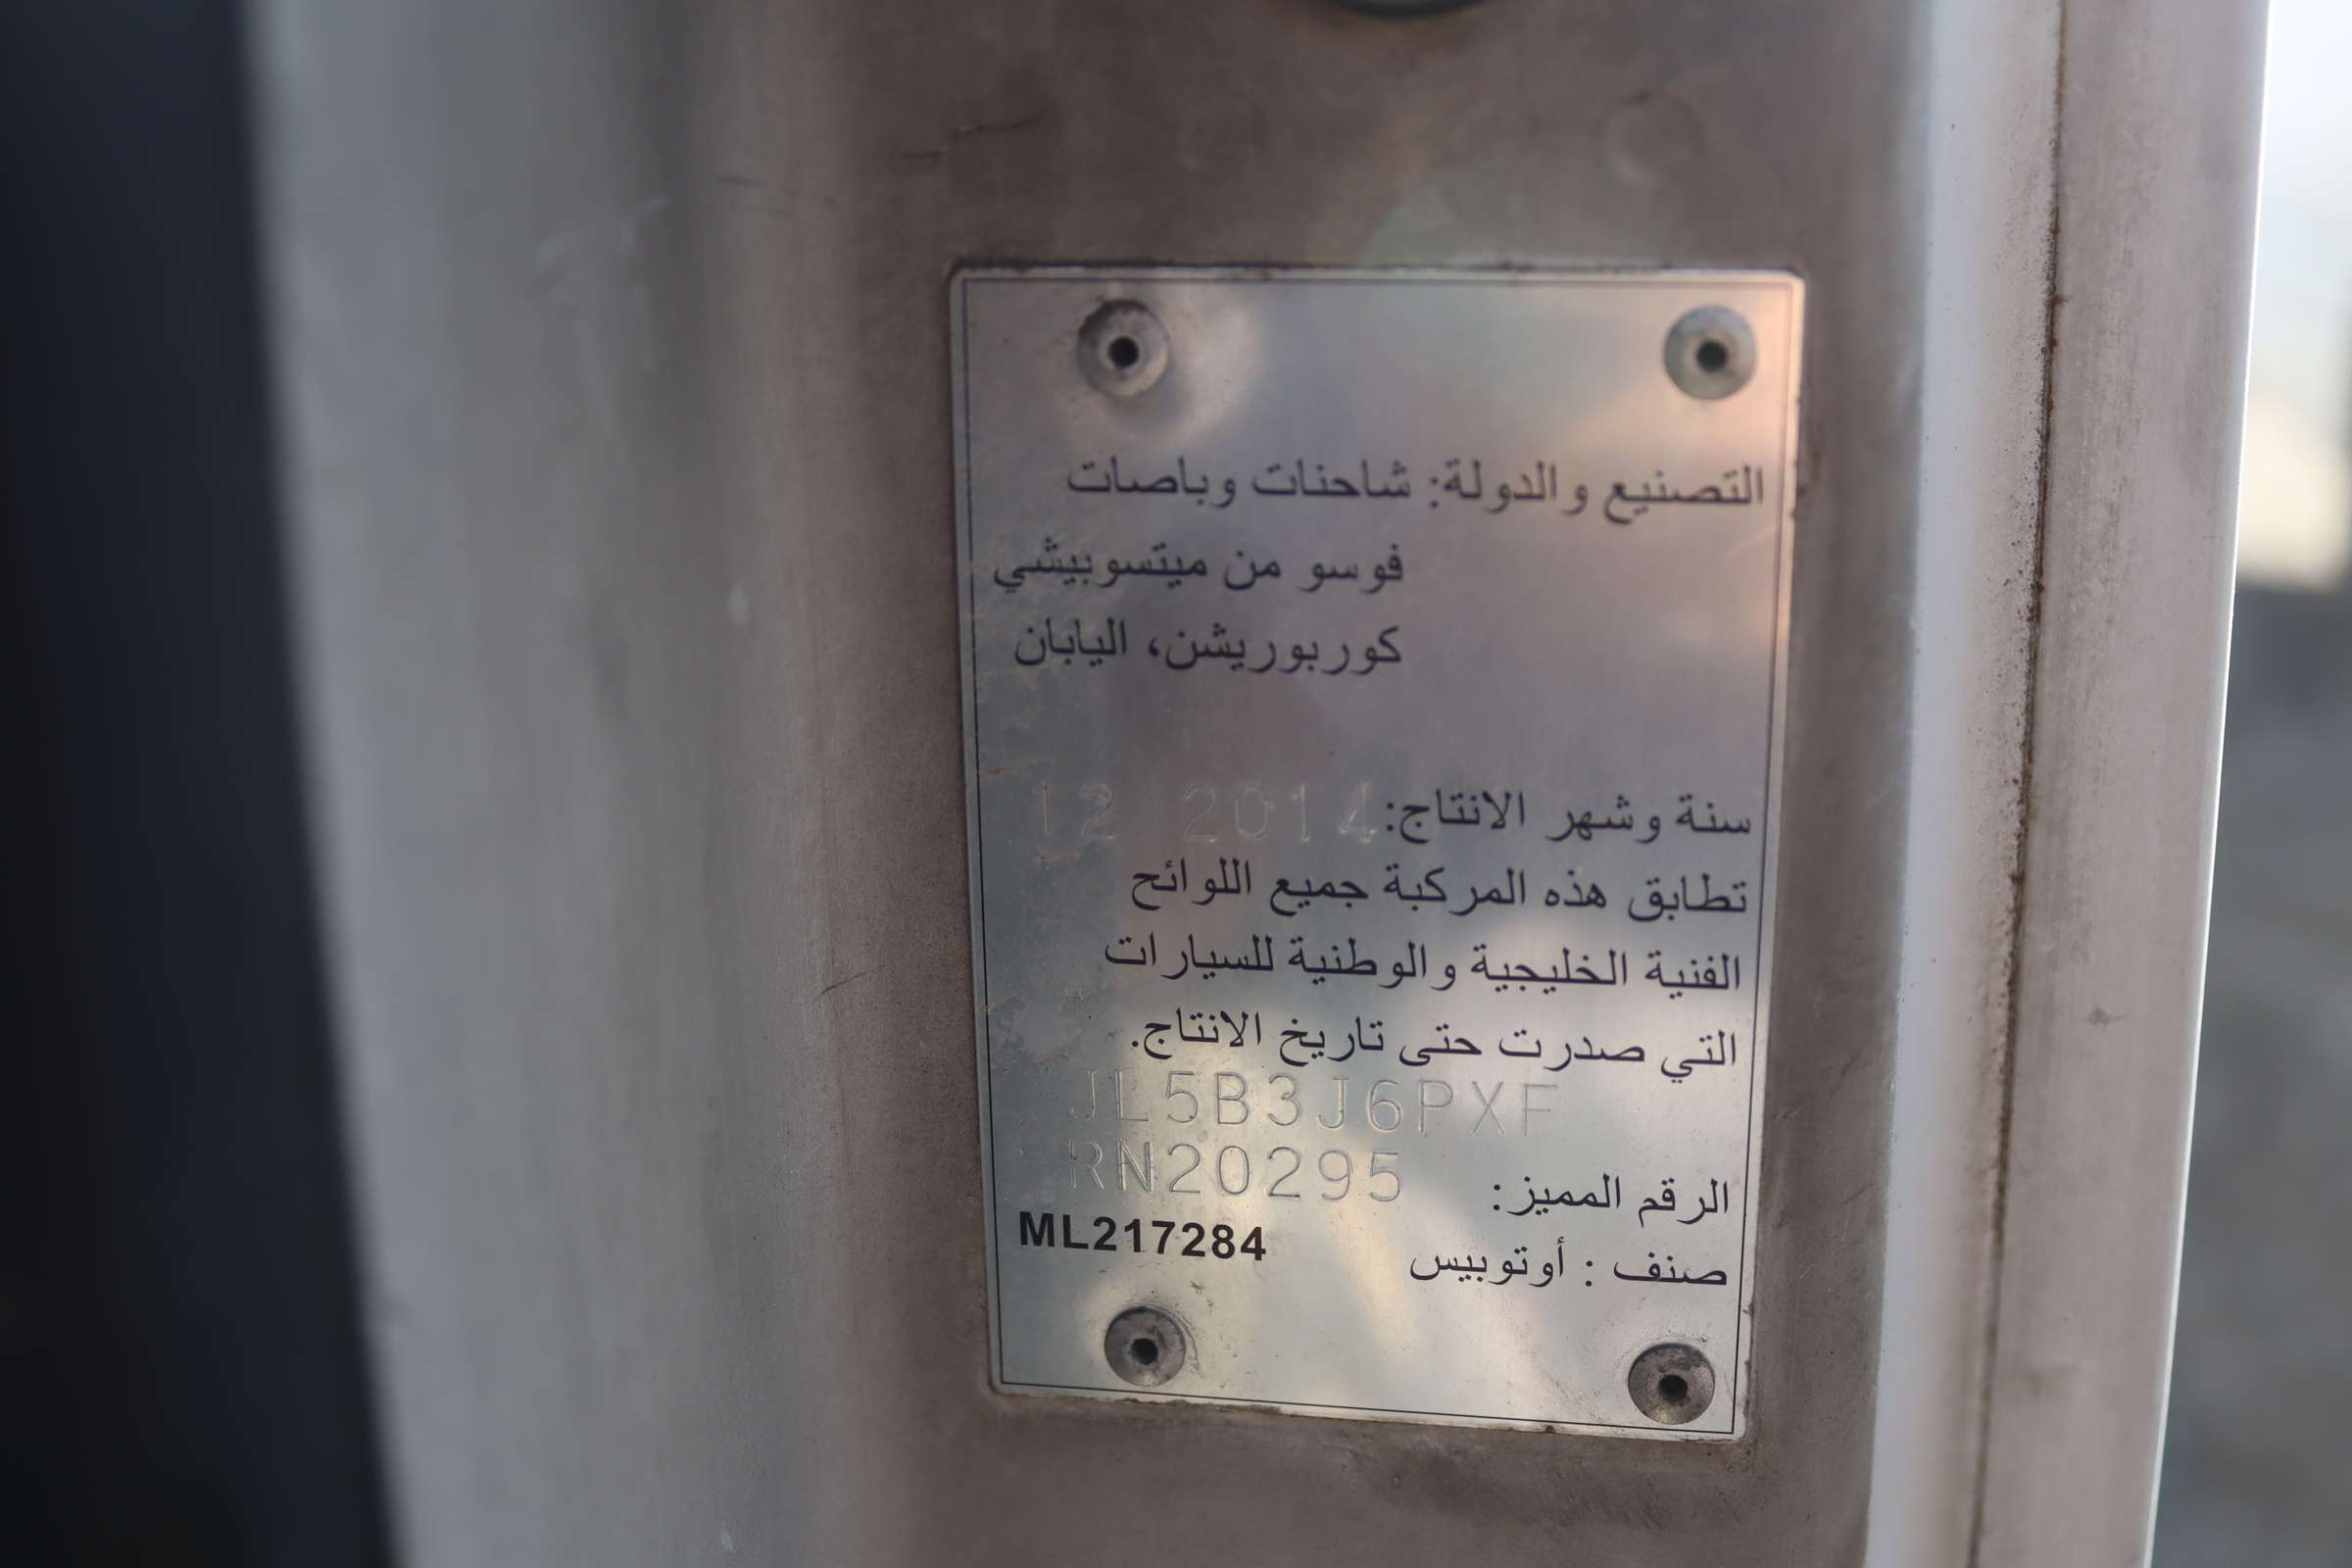 التصنيع والدولة: شاحنات وباصات
فوسو من ميتسوبيشي
كوربوريشن، اليابان
سنة وشهر الانتاج: 12 2014
تطابق هذه المركبة جميع اللوائح
الفنية الخليجية والوطنية للسيارات
التي صدرت حتى تاريخ الانتاج.
JL5B3J6PXF
الرقم المميز: RN20295
ML217284
صنف : أوتوبيس